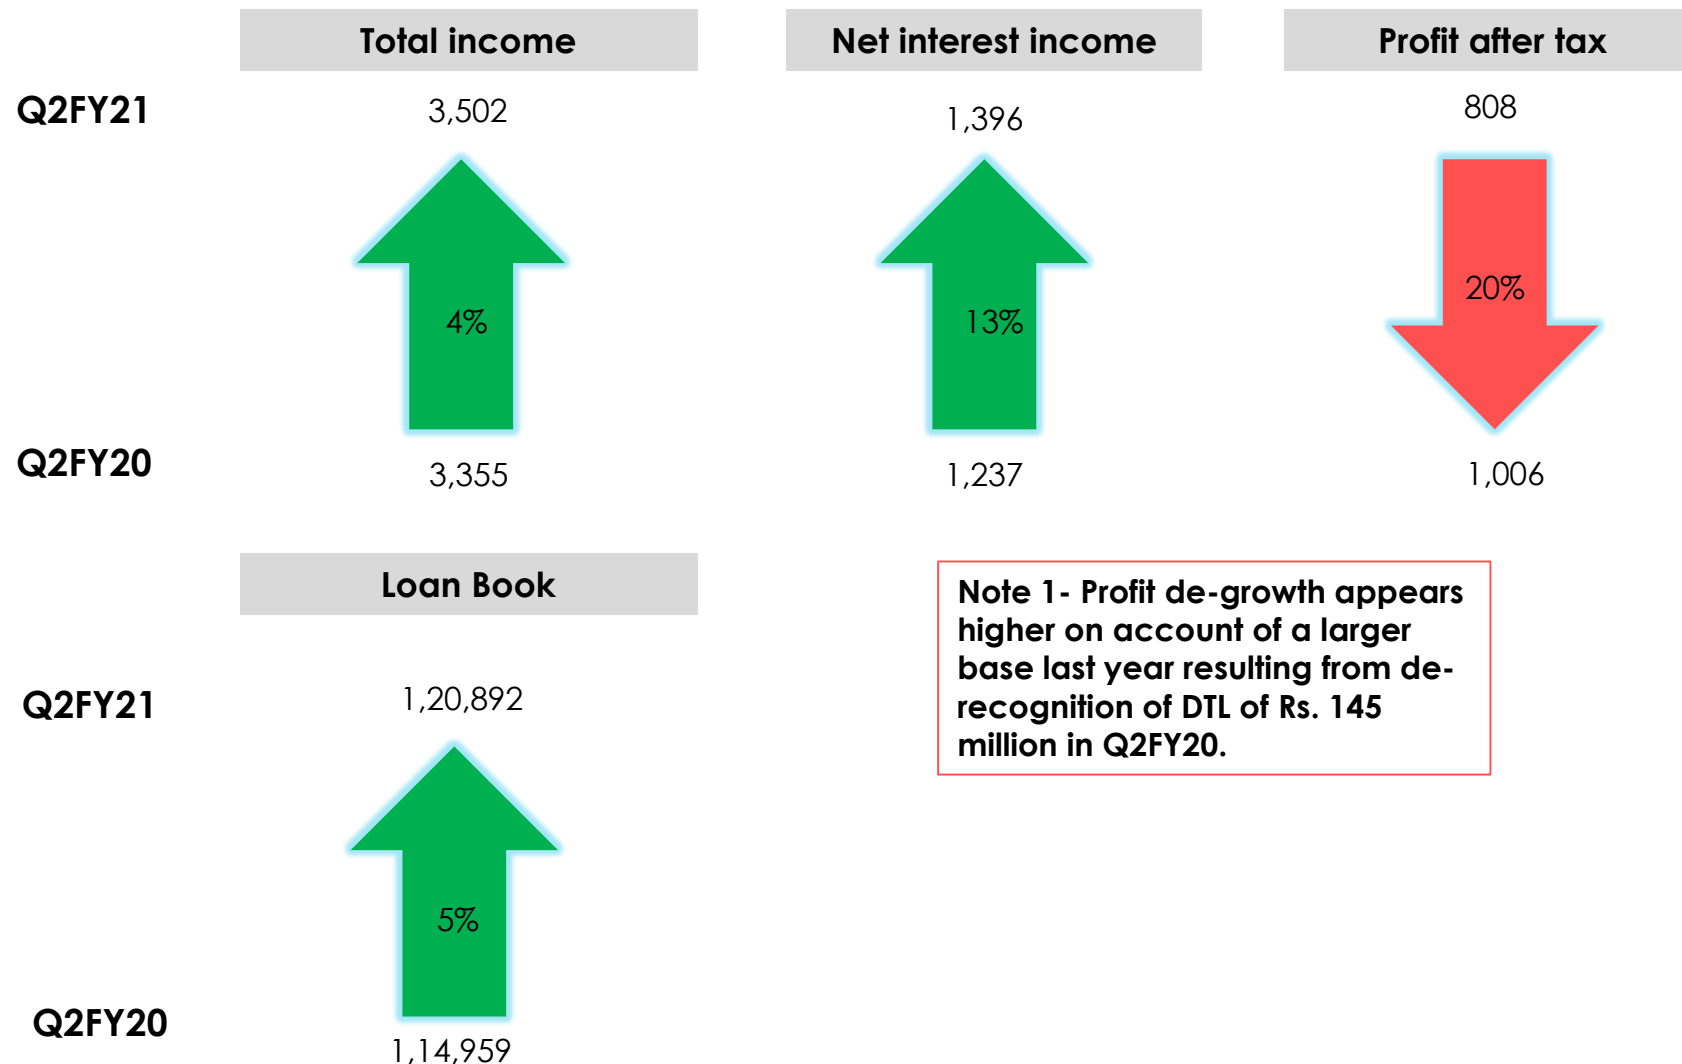 Total income
Net interest income
Profit after tax
Q2FY21
3,502
1,396
808
4%
13%
20%
Q2FY20
3,355
1,237
1,006
Loan Book
Q2FY21
1,20,892
5%
Q2FY20
1,14,959
Note 1- Profit de-growth appears
higher on account of a larger
base last year resulting from de-
recognition of DTL of Rs. 145
million in Q2FY20.